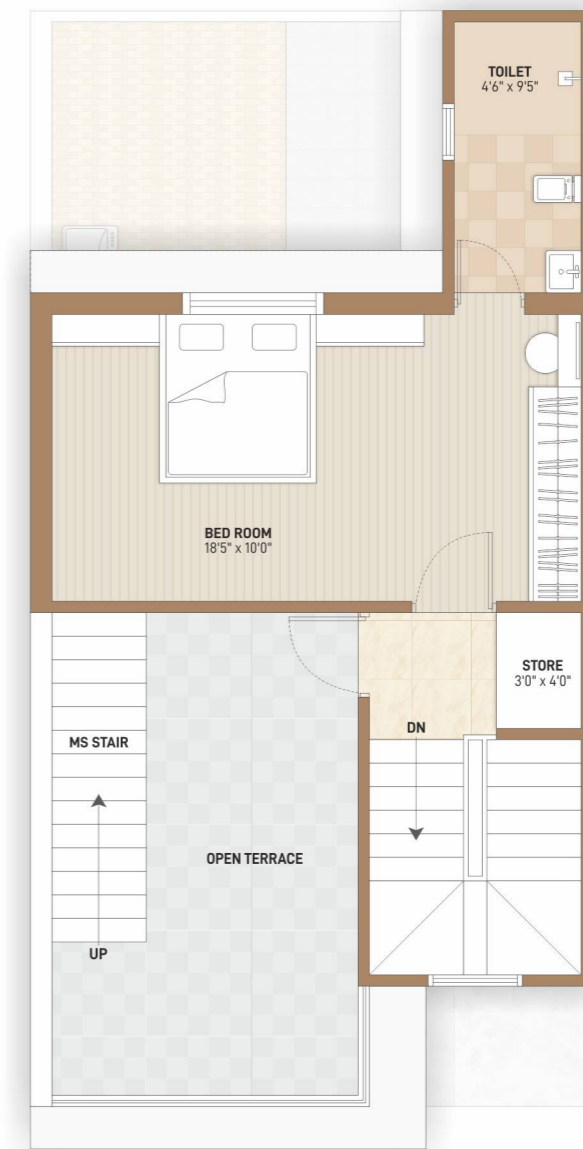 TOILET
4'6" x 9'5"
BED ROOM
18'5" x 10'0"
STORE
3'0" x 4'0"
DN
MS STAIR
OPEN TERRACE
UP